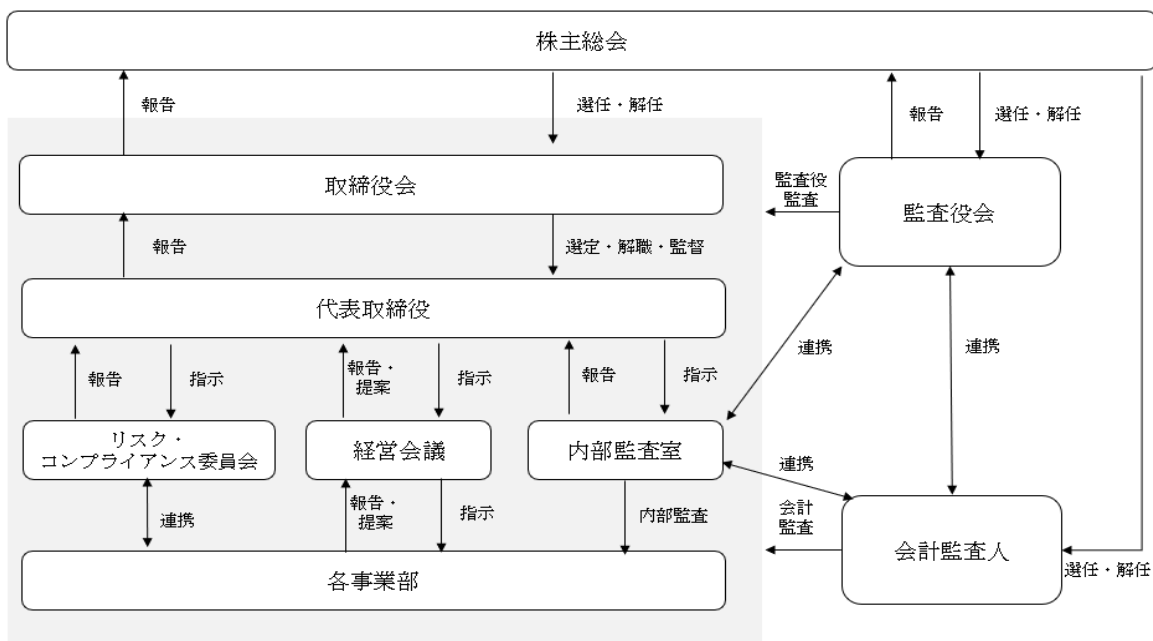 株主総会
報告
選任・解任
報告
選任・解任
取締役会
監査役
監査
監査役会
報告
選定・解職・監督
代表取締役
連携
連携
報告
指示
報告・
提案
指示
報告
指示
リスク・
コンプライアンス委員会
経営会議
内部監査室
連携
連携
報告・
提案
指示
内部監査
会計
監査
会計監査人
選任・解任
各事業部